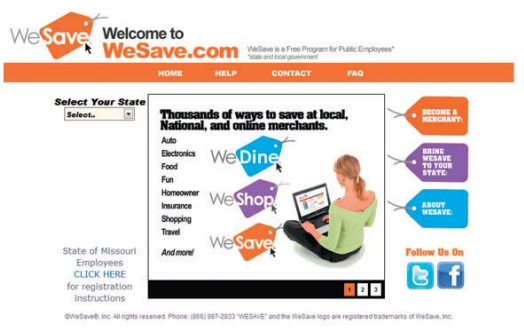 WeSave
Welcome to
WeSave.com
WeSave is a Free Program for Public Employees*
*state and local government
HOME HELP CONTACT FAQ
Select Your State
Select..
Thousands of ways to save at local,
National, and online merchants.
Auto
Electronics
Food
Fun
Homeowner
Insurance
Shopping
Travel
And more!
WeDine
WeShop
WeSave
1 2 3
BECOME A
MERCHANT:
BRING
WESAVE
TO YOUR
STATE:
ABOUT
WESAVE:
State of Missouri
Employees
CLICK HERE
for registration
instructions
Follow Us On
t f
©WeSave®, Inc. All rights reserved. Phone: (866) 987-2833 "WESAVE" and the WeSave logo are registered trademarks of WeSave, Inc.